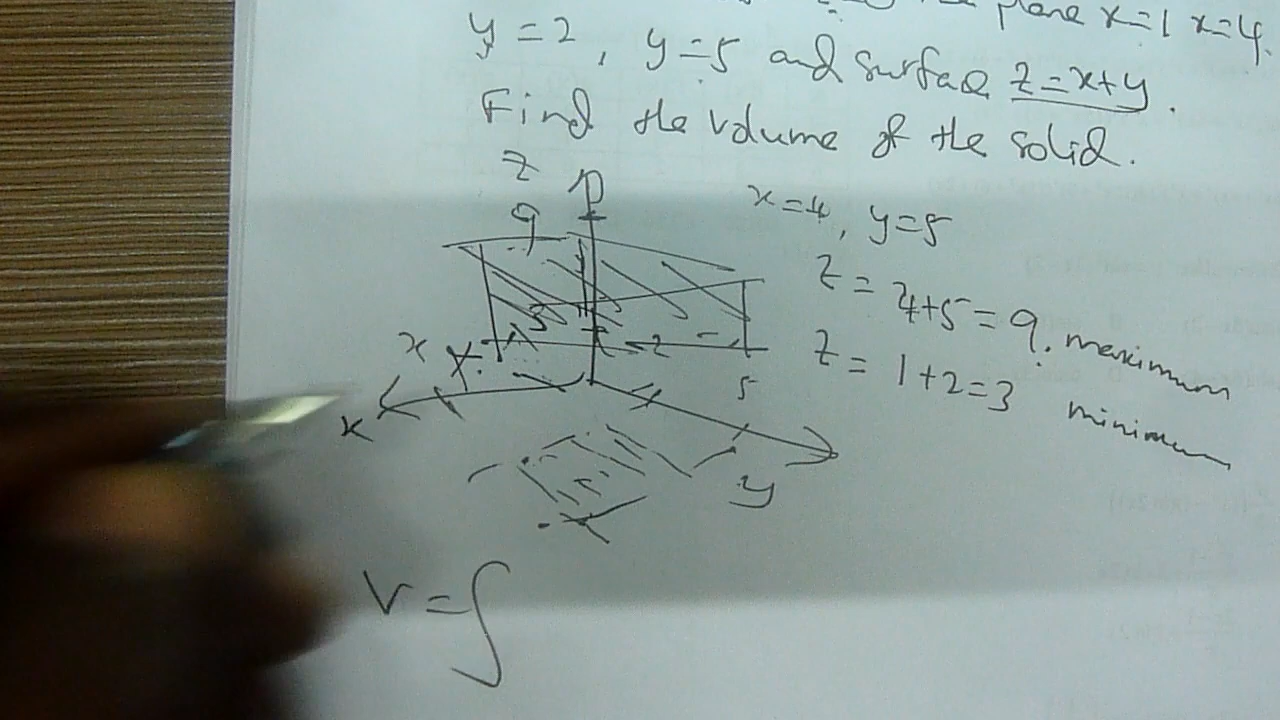 plane x=1 x=4.
y=2, y=5 and surface z=x+y.
Find the volume of the solid.
z
9
x=4, y=5
z = 4+5=9. maximum
z = 1+2=3 minimum
x
2
5
x
y
V=∫